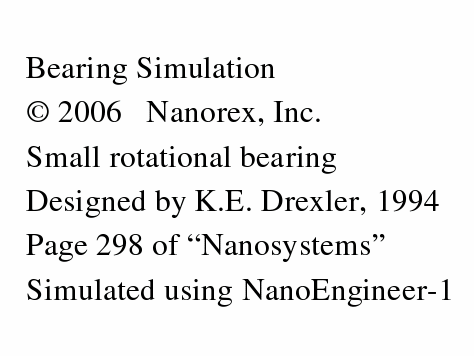 Bearing Simulation
© 2006 Nanorex, Inc.
Small rotational bearing
Designed by K.E. Drexler, 1994
Page 298 of “Nanosystems”
Simulated using NanoEngineer-1